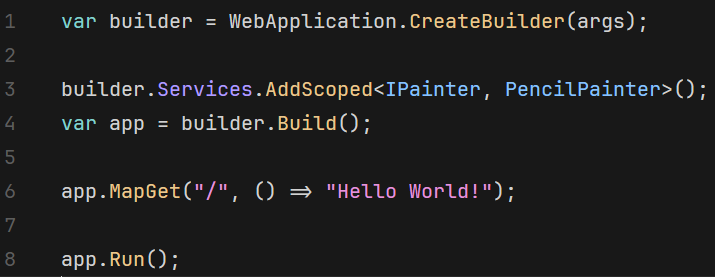 1 var builder = WebApplication.CreateBuilder(args);
2
3 builder.Services.AddScoped<IPainter, PencilPainter>();
4 var app = builder.Build();
5
6 app.MapGet("/", () => "Hello World!");
7
8 app.Run();